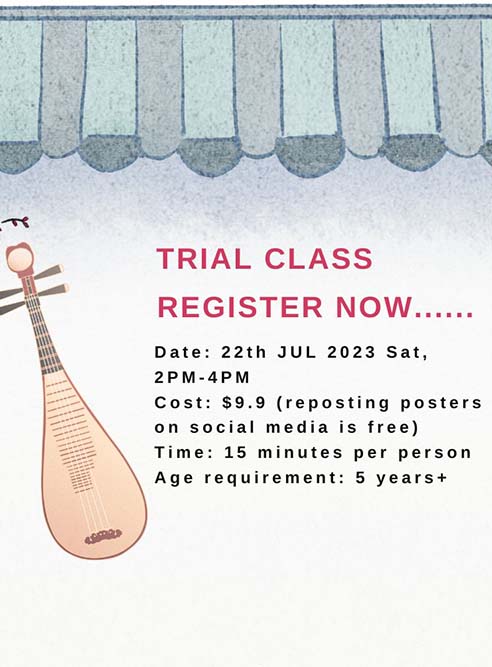 TRIAL CLASS
REGISTER NOW......
Date: 22th JUL 2023 Sat,
2PM-4PM
Cost: $9.9 (reposting posters
on social media is free)
Time: 15 minutes per person
Age requirement: 5 years+